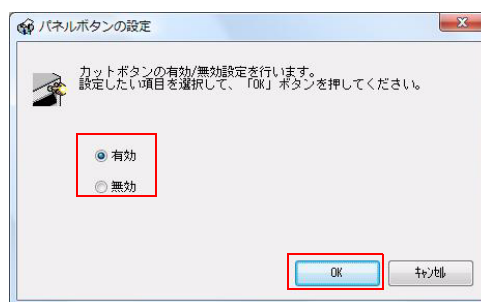 パネルボタンの設定
カットボタンの有効/無効設定を行います。
設定したい項目を選択して、「OK」ボタンを押してください。
有効
無効
OK
ｷｬﾝｾﾙ